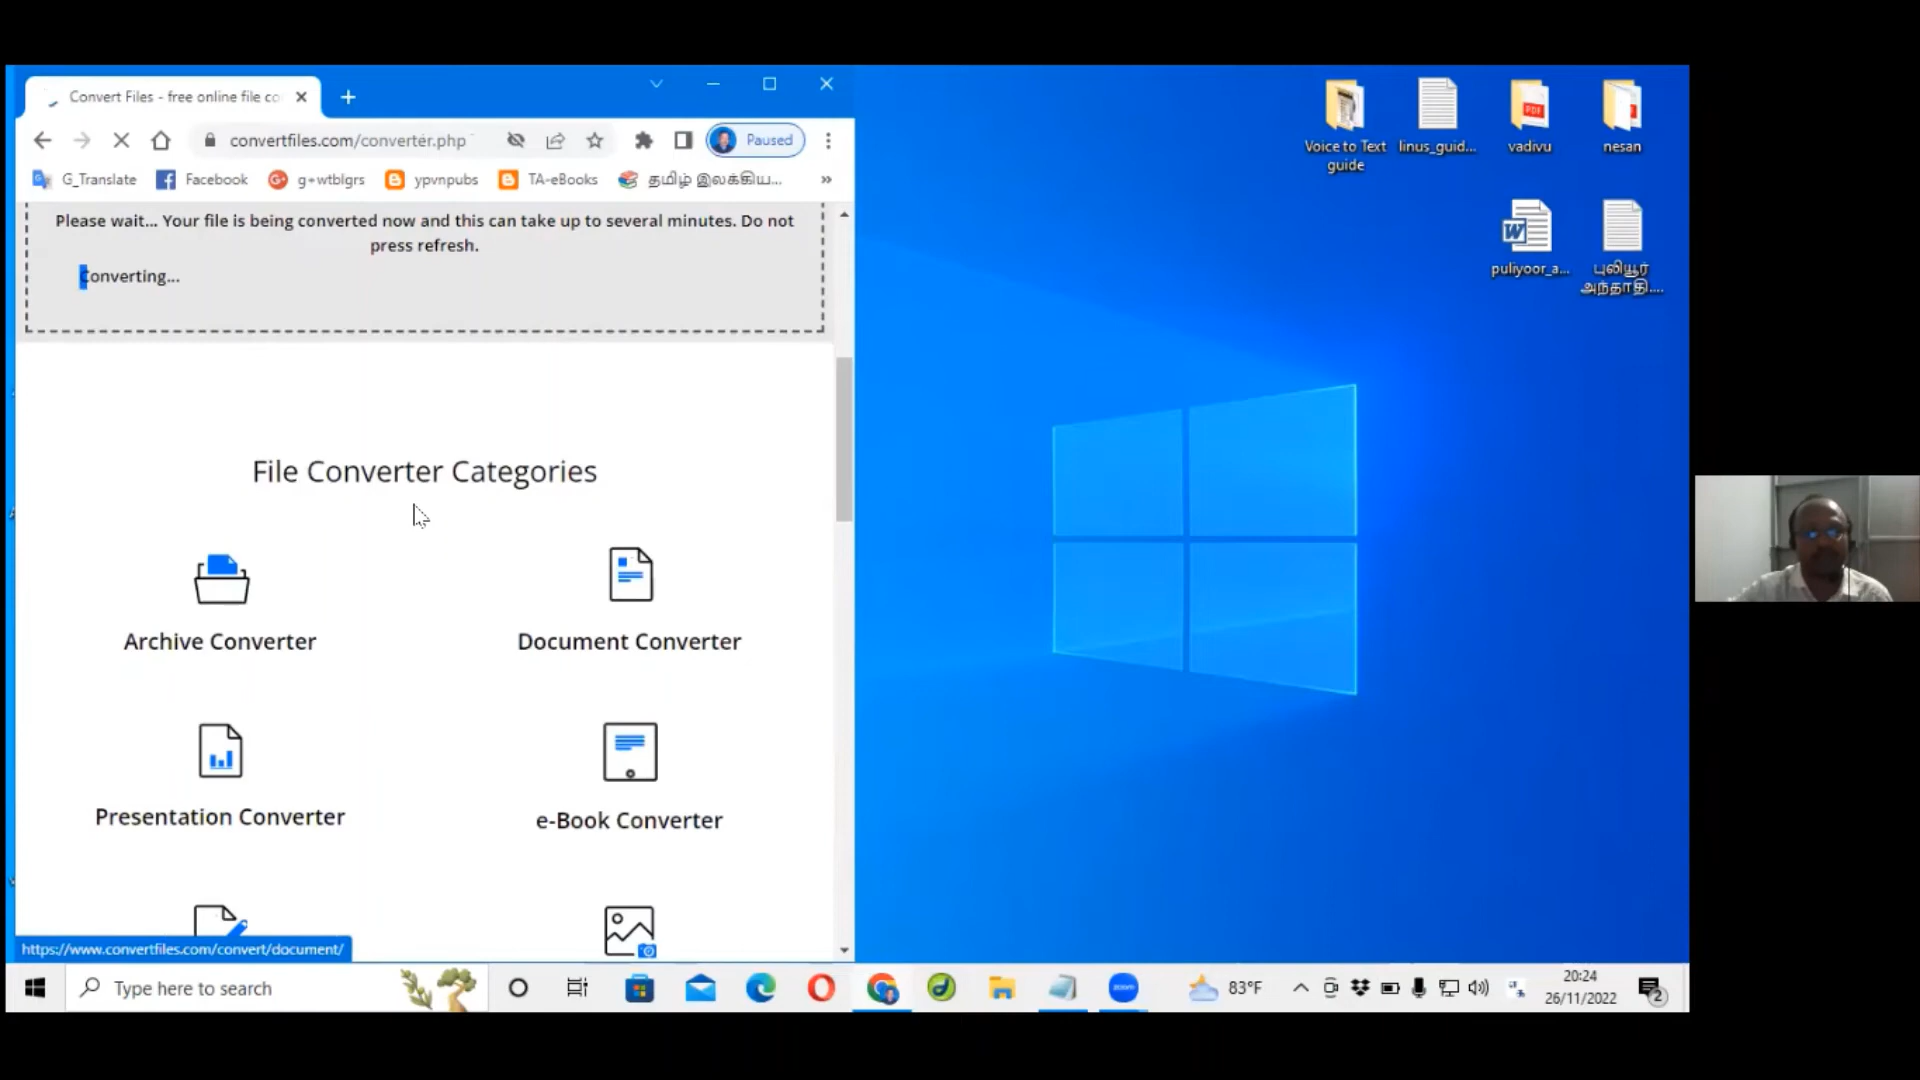 Convert Files - free online file co
convertfiles.com/converter.php
Paused
G_Translate
Facebook
g+wtblgrs
ypvnpubs
TA-eBooks
தமிழ் இலக்கிய...
»
Please wait... Your file is being converted now and this can take up to several minutes. Do not
press refresh.
Converting...
File Converter Categories
Archive Converter
Document Converter
Presentation Converter
e-Book Converter
https://www.convertfiles.com/convert/document/
Voice to Text
guide
linus_guid...
PDF
vadivu
nesan
W
puliyoor_a...
புலியூர்
அந்தாதி....
Type here to search
zoom
83°F
20:24
26/11/2022
2